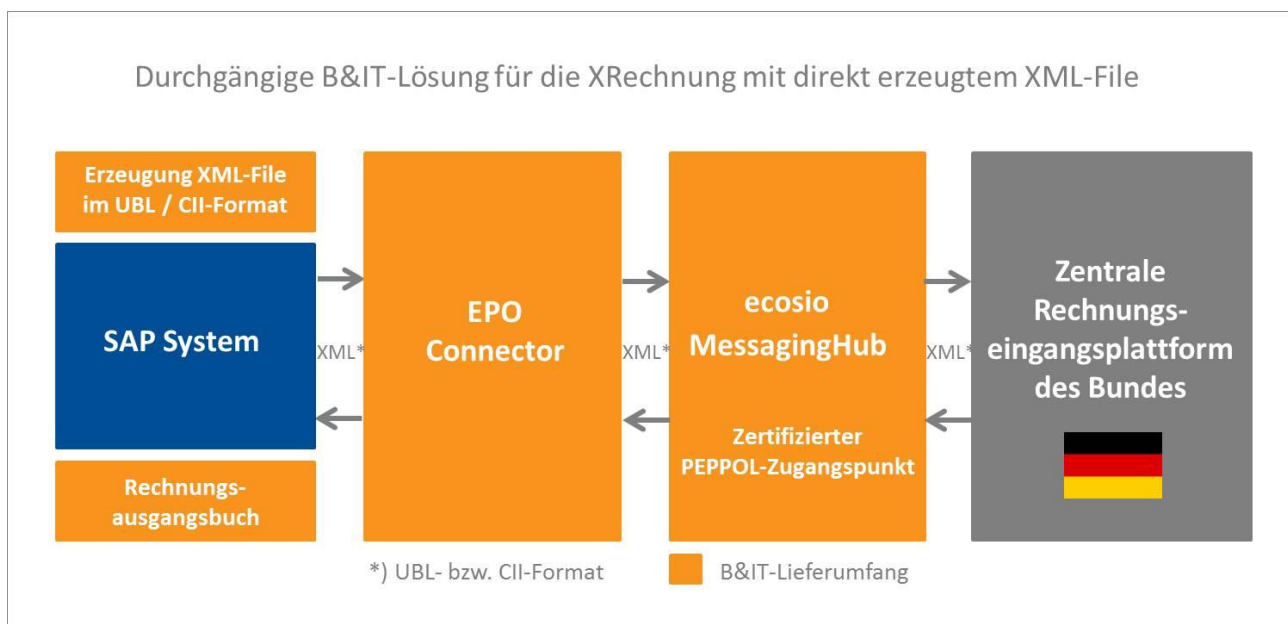 Durchgängige B&IT-Lösung für die XRechnung mit direkt erzeugtem XML-File
Erzeugung XML-File
im UBL / CII-Format
SAP System
Rechnungs-
ausgangsbuch
XML*
EPO
Connector
XML*
ecosio
MessagingHub
Zertifizierter
PEPPOL-Zugangspunkt
XML*
Zentrale
Rechnungs-
eingangsplattform
des Bundes
*) UBL- bzw. CII-Format
B&IT-Lieferumfang